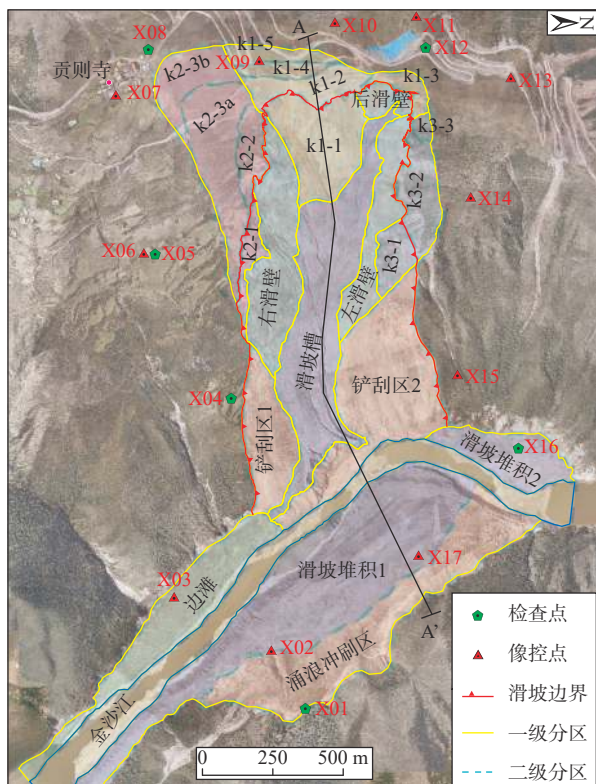 X10
X11
N
X08
k1-5
A
X12
k2-3b
X09
k1-4
贡则寺
k1-2
k1-3
X13
X07
后滑壁
k2-3a
k3-3
k2-2
k1-1
k3-2
X14
k2-1
k3-1
X06
X05
右滑壁
左滑壁
滑坡槽
X15
铲刮区2
X04
铲刮区1
滑坡堆积2
X16
滑坡堆积1
X17
X03
边滩
A'
X02
涌浪冲刷区
X01
金沙江
0 250 500 m
检查点
像控点
滑坡边界
一级分区
二级分区